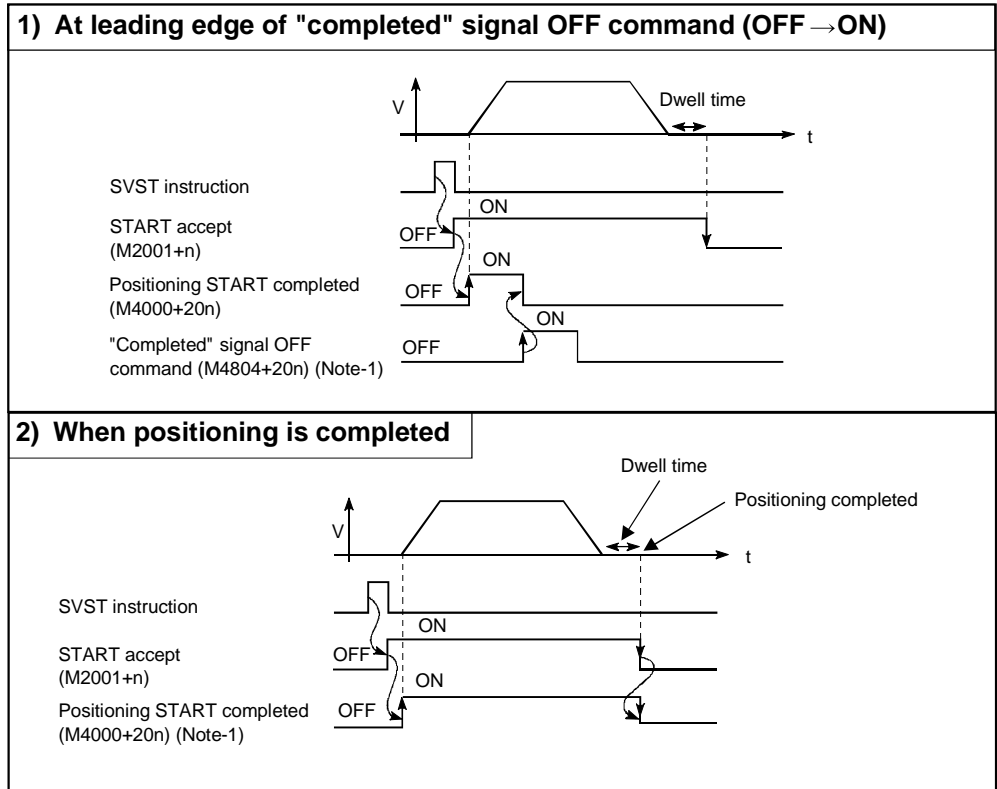 1) At leading edge of "completed" signal OFF command (OFF→ON)
V
Dwell time
t
SVST instruction
ON
START accept
(M2001+n)
OFF
ON
Positioning START completed
(M4000+20n)
OFF
ON
"Completed" signal OFF
command (M4804+20n) (Note-1)
OFF
2) When positioning is completed
Dwell time
Positioning completed
V
t
SVST instruction
ON
START accept
(M2001+n)
OFF
ON
Positioning START completed
(M4000+20n) (Note-1)
OFF